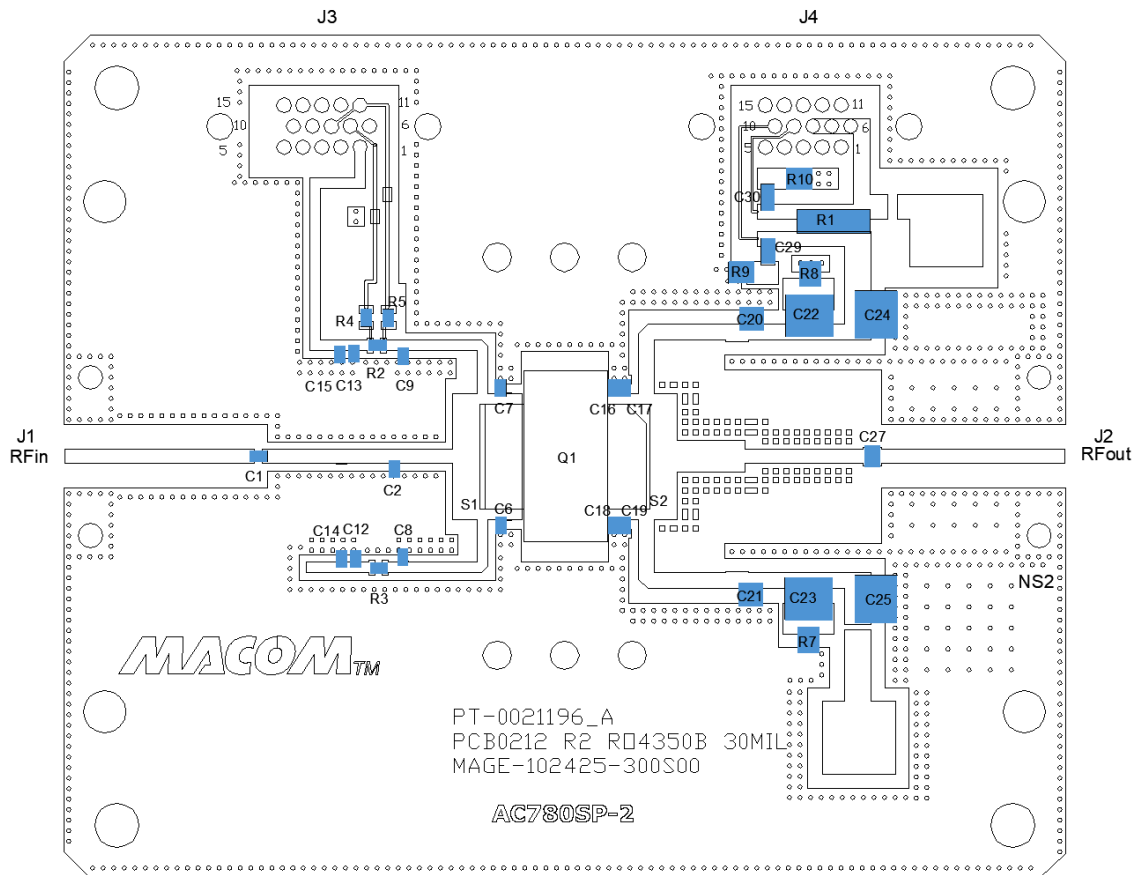 J3
J4
15
11
10
6
5
1
15
11
10
6
5
1
R10
C30
R1
C29
R9
R8
R4
R5
C20
C22
C24
R2
C15
C13
C9
C7
C16
C17
J1
RFin
J2
RFout
C27
Q1
C1
C2
S1
S2
C6
C18
C19
C14
C12
C8
R3
NS2
C21
C23
C25
R7
MACOM™
PT-0021196_A
PCB0212 R2 RO4350B 30MIL
MAGE-102425-300S00
AC780SP-2